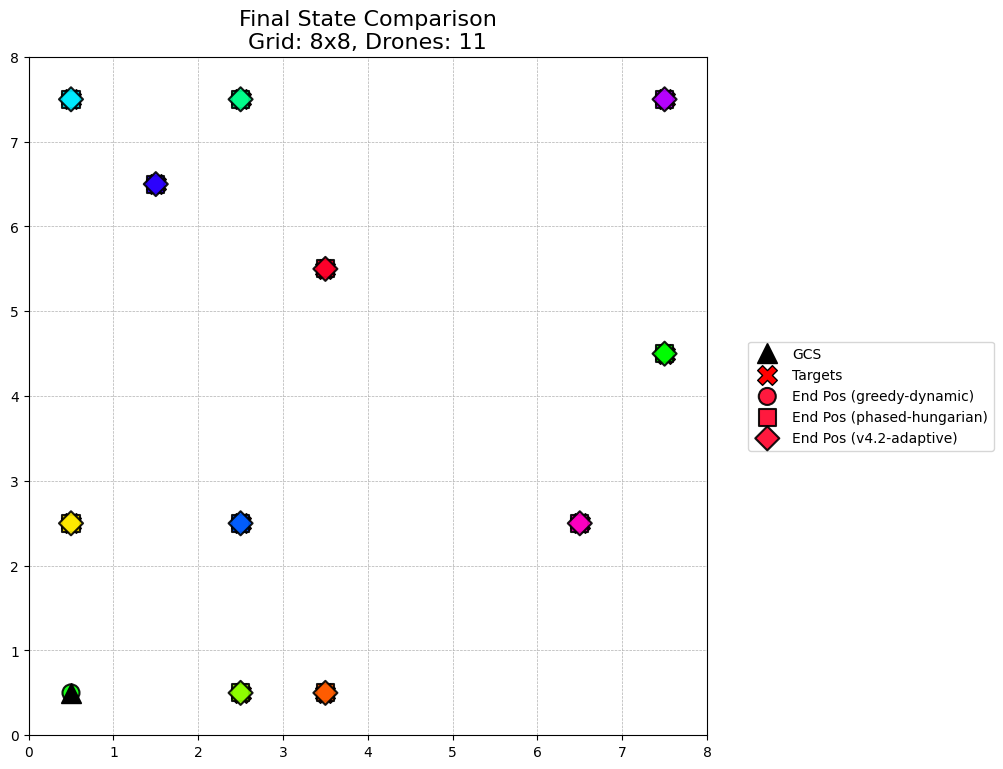 Final State Comparison
Grid: 8x8, Drones: 11
8
7
6
5
4
3
2
1
0
0 1 2 3 4 5 6 7 8
GCS
Targets
End Pos (greedy-dynamic)
End Pos (phased-hungarian)
End Pos (v4.2-adaptive)